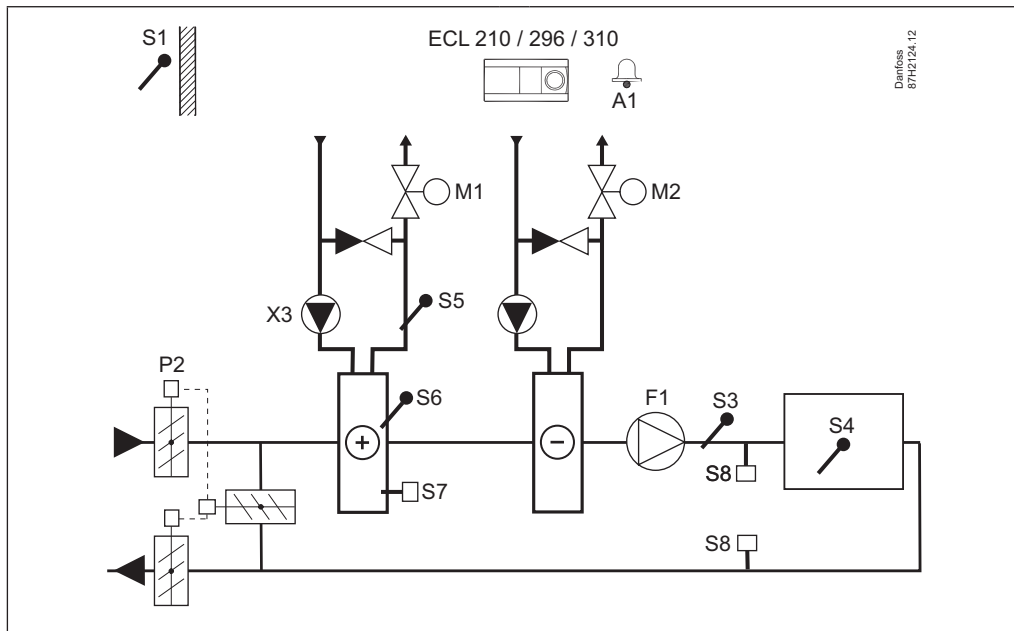 S1
ECL 210 / 296 / 310
A1
Danfoss
87H2124.12
M1
M2
X3
S5
P2
S6
F1
S3
S4
S8
S7
S8